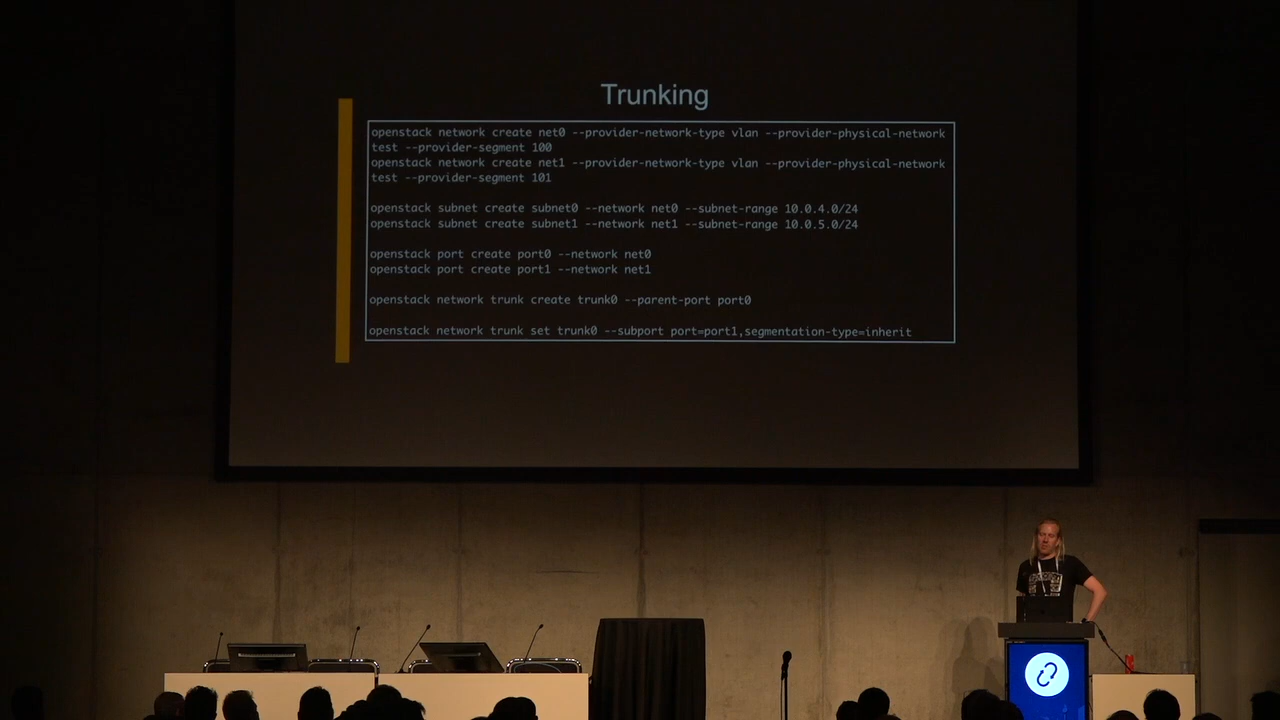 Trunking
openstack network create net0 --provider-network-type vlan --provider-physical-network
test --provider-segment 100
openstack network create net1 --provider-network-type vlan --provider-physical-network
test --provider-segment 101
openstack subnet create subnet0 --network net0 --subnet-range 10.0.4.0/24
openstack subnet create subnet1 --network net1 --subnet-range 10.0.5.0/24
openstack port create port0 --network net0
openstack port create port1 --network net1
openstack network trunk create trunk0 --parent-port port0
openstack network trunk set trunk0 --subport port=port1,segmentation-type=inherit